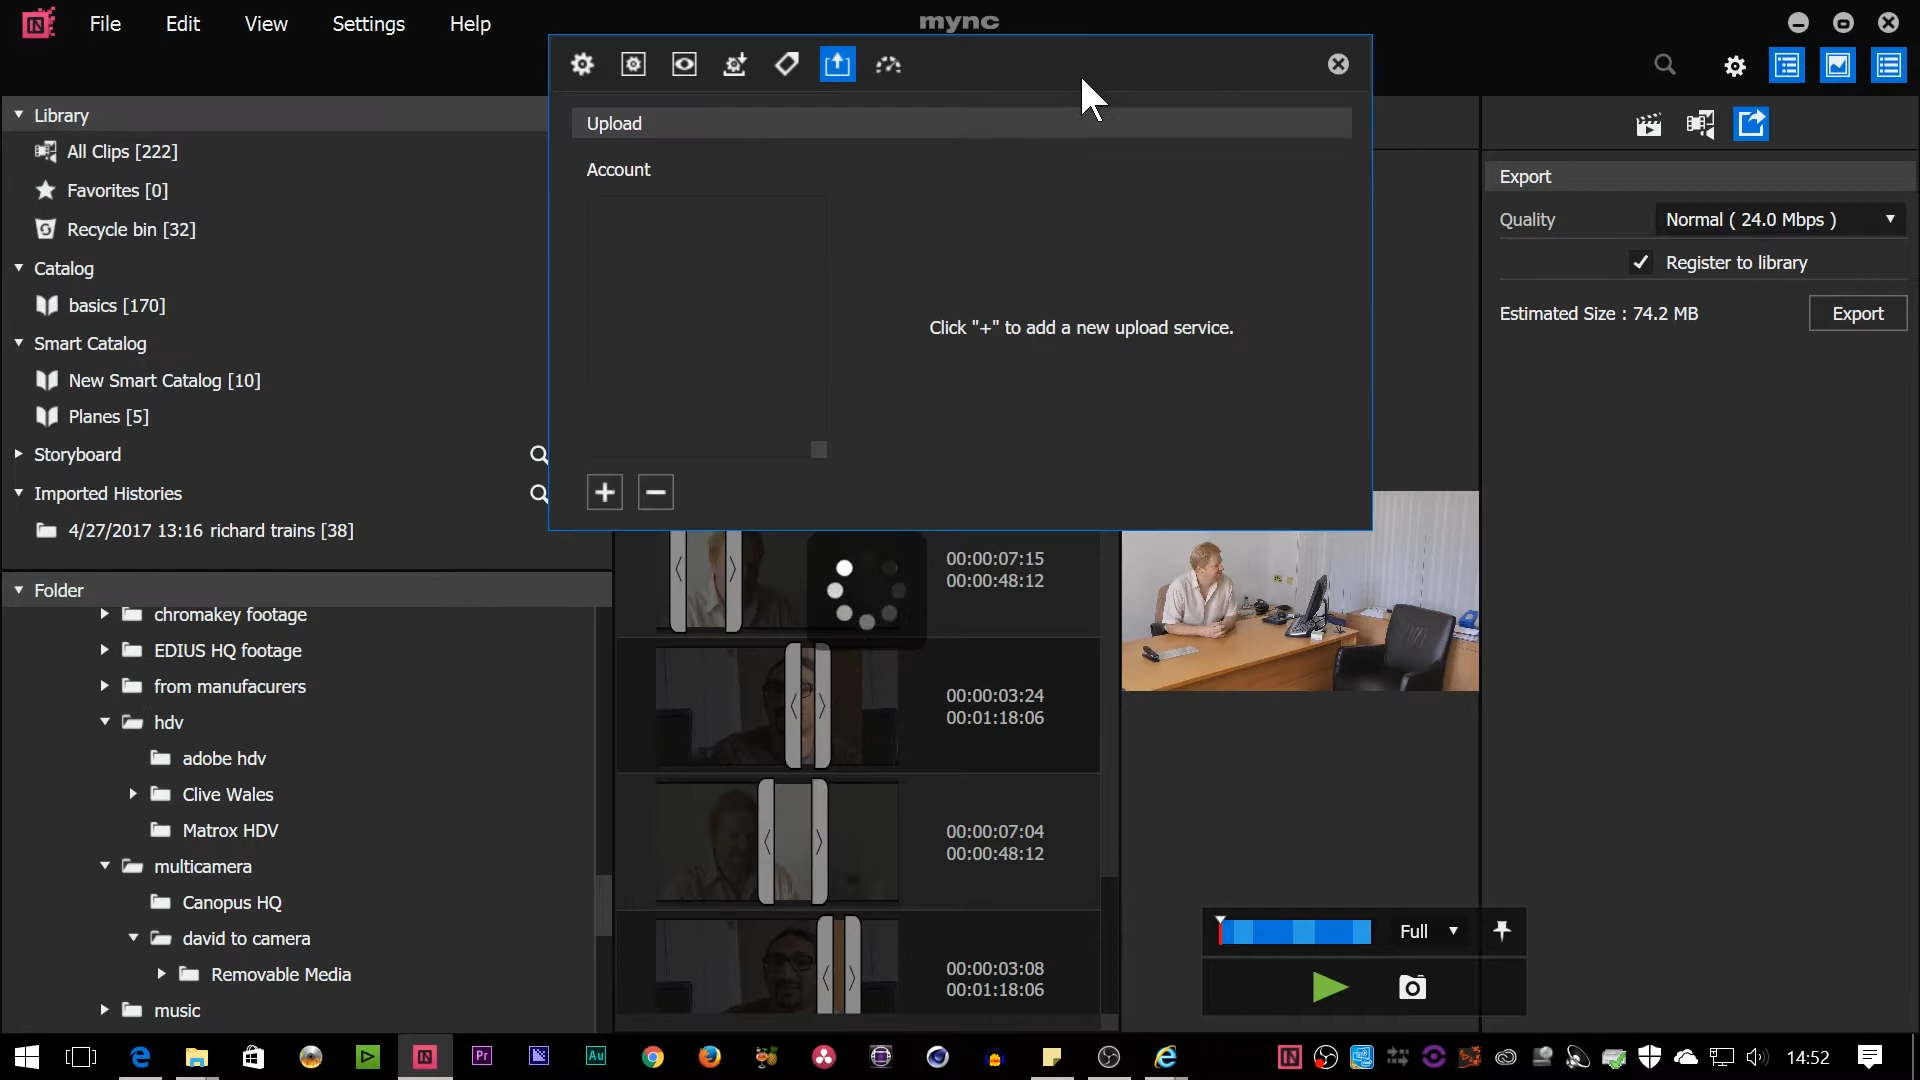 File Edit View Settings Help
mync
Library
All Clips [222]
Favorites [0]
Recycle bin [32]
Catalog
basics [170]
Smart Catalog
New Smart Catalog [10]
Planes [5]
Storyboard
Imported Histories
4/27/2017 13:16 richard trains [38]
Folder
chromakey footage
EDIUS HQ footage
from manufacurers
hdv
adobe hdv
Clive Wales
Matrox HDV
multicamera
Canopus HQ
david to camera
Removable Media
music
Upload
Account
Click "+" to add a new upload service.
00:00:07:15
00:00:48:12
00:00:03:24
00:01:18:06
00:00:07:04
00:00:48:12
00:00:03:08
00:01:18:06
Export
Quality Normal ( 24.0 Mbps )
Register to library
Estimated Size : 74.2 MB Export
Full
Pr
Au
14:52